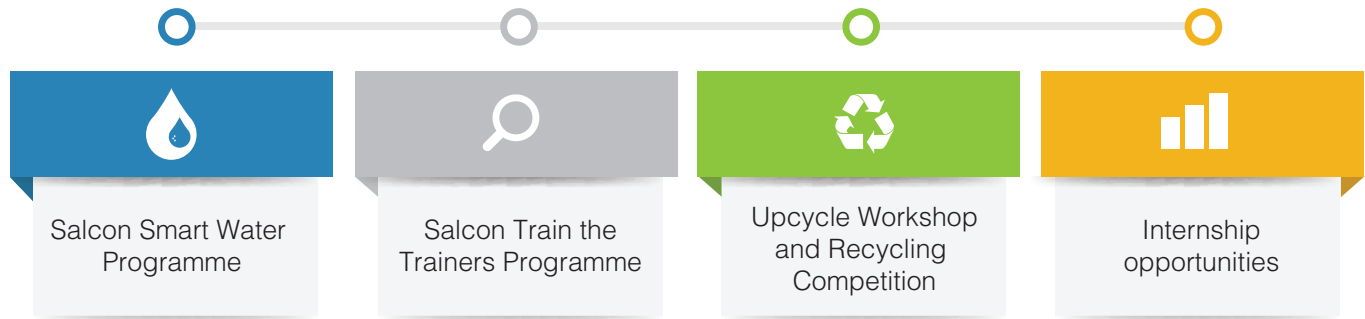 Salcon Smart Water
Programme
Salcon Train the
Trainers Programme
Upcycle Workshop
and Recycling
Competition
Internship
opportunities